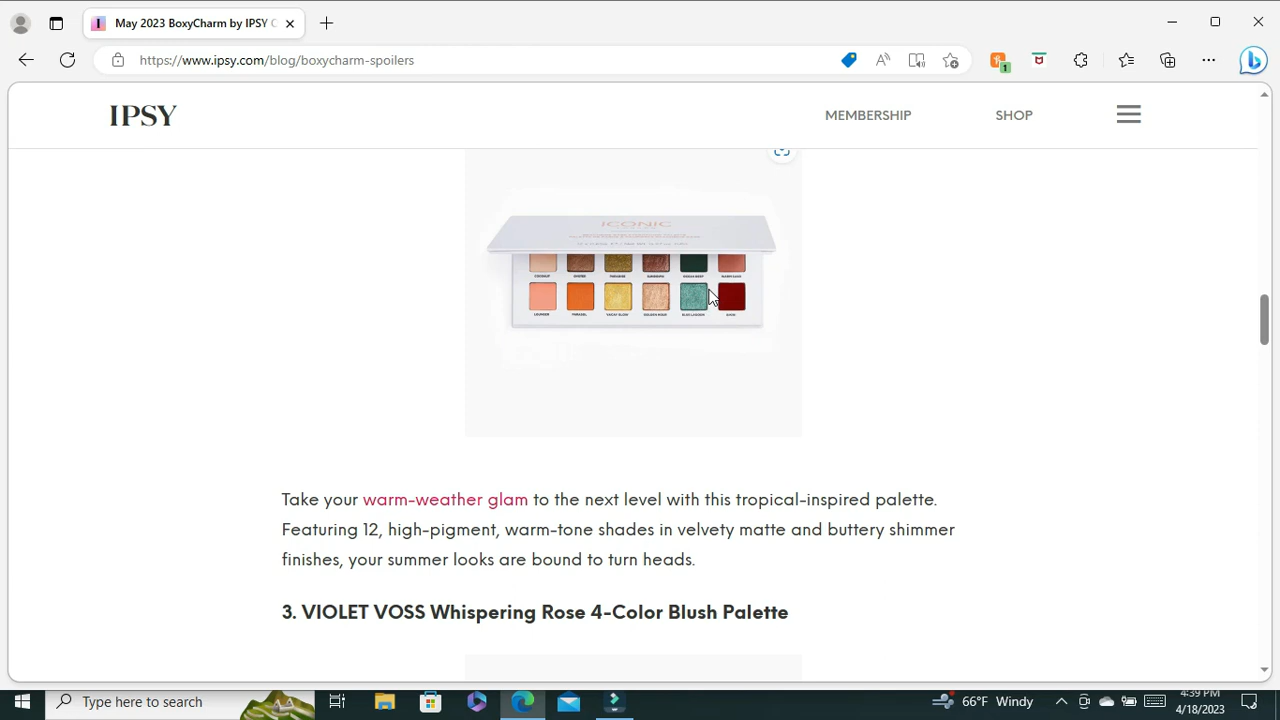 May 2023 BoxyCharm by IPSY C
https://www.ipsy.com/blog/boxycharm-spoilers
1
IPSY
MEMBERSHIP
SHOP
ICONIC
Take your warm-weather glam to the next level with this tropical-inspired palette.
Featuring 12, high-pigment, warm-tone shades in velvety matte and buttery shimmer
finishes, your summer looks are bound to turn heads.
3. VIOLET VOSS Whispering Rose 4-Color Blush Palette
Type here to search
66°F Windy
4:39 PM
4/18/2023